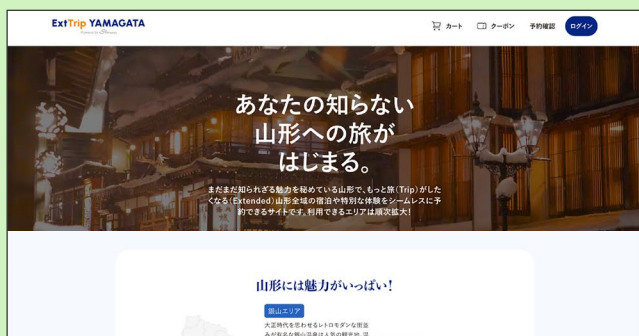 ExtTrip YAMAGATA
カート
クーポン
予約確認
ログイン
あなたの知らない
山形への旅が
はじまる。
まだまだ知られざる魅力を秘めている山形で、もっと旅(Trip)がした
くなる(Extended)山形全域の宿泊や特別な体験をシームレスに予
約できるサイトです。利用できるエリアは順次拡大!
山形には魅力がいっぱい!
銀山エリア
大正時代を思わせるレトロモダンな街並